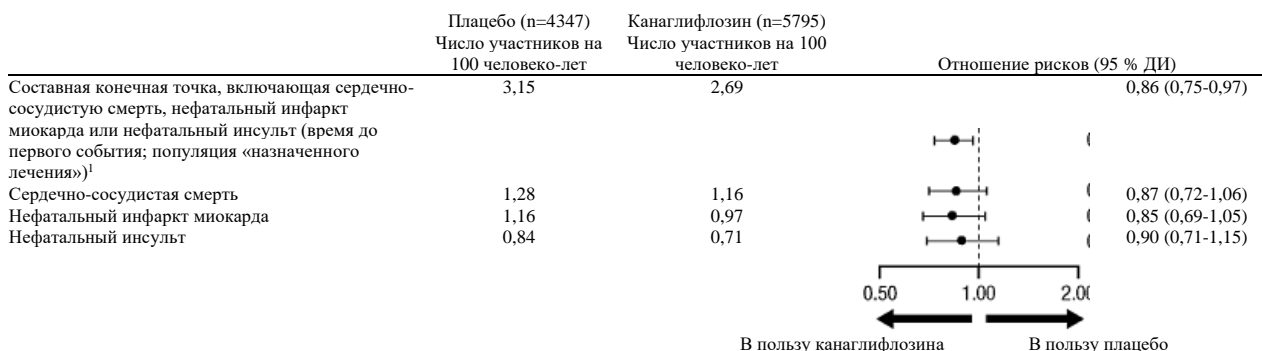 Плацебо (n=4347) Канаглифлозин (n=5795)
Число участников на Число участников на 100
100 человеко-лет человеко-лет Отношение рисков (95 % ДИ)
Составная конечная точка, включающая сердечно- 3,15 2,69 0,86 (0,75-0,97)
сосудистую смерть, нефатальный инфаркт
миокарда или нефатальный инсульт (время до
первого события; популяция «назначенного
лечения»)¹
Сердечно-сосудистая смерть 1,28 1,16 0,87 (0,72-1,06)
Нефатальный инфаркт миокарда 1,16 0,97 0,85 (0,69-1,05)
Нефатальный инсульт 0,84 0,71 0,90 (0,71-1,15)
0.50 1.00 2.00
В пользу канаглифлозина В пользу плацебо